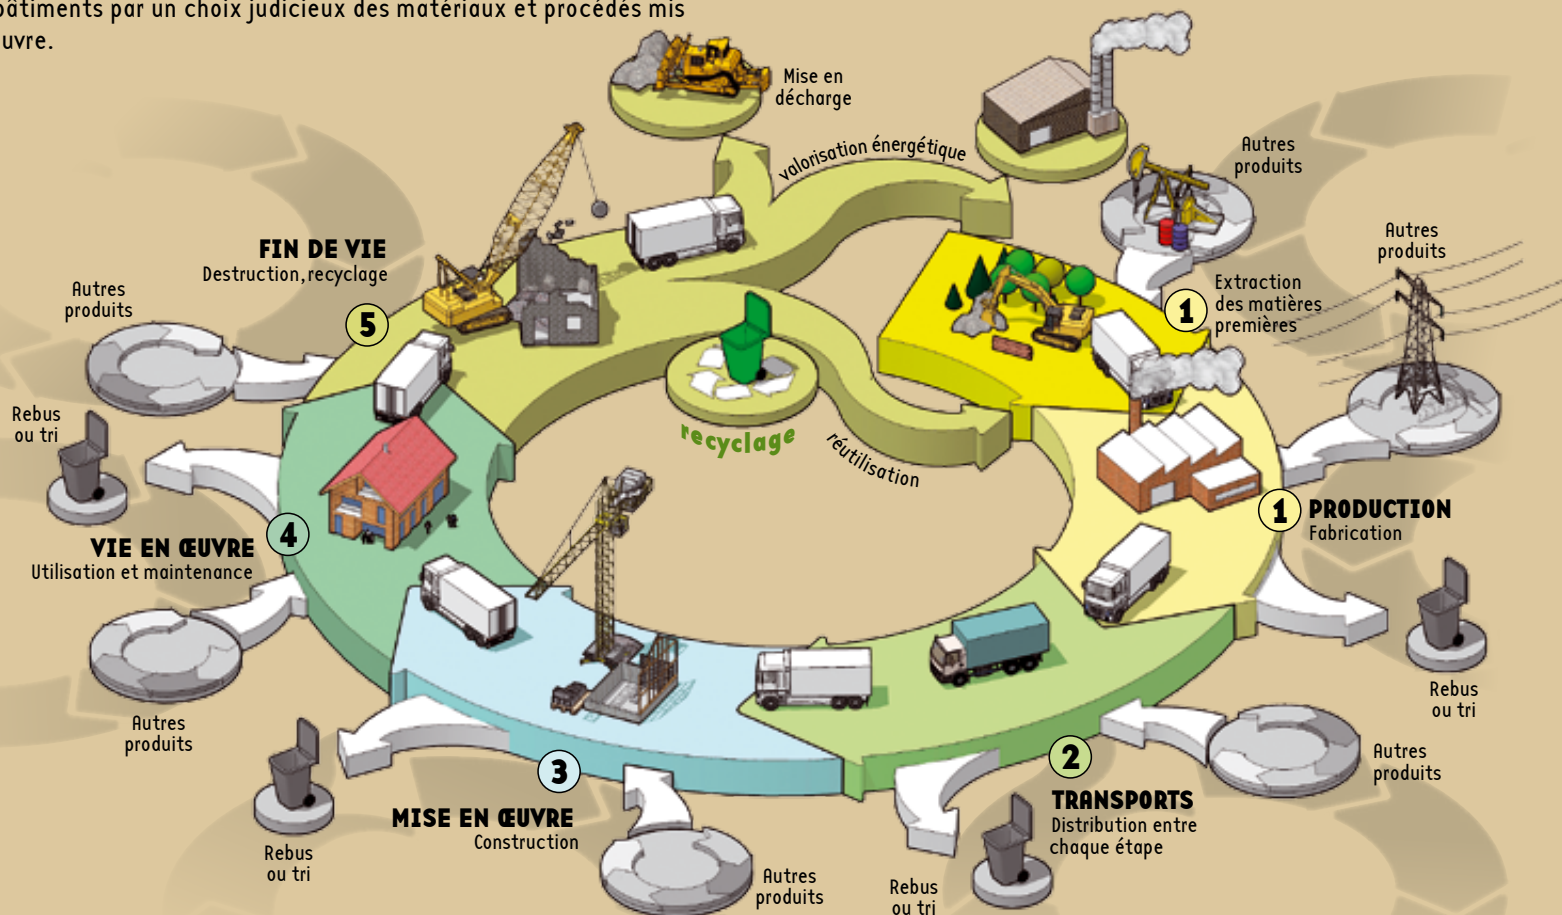 bâtiments par un choix judicieux des matériaux et procédés mis
uvre.
Mise en
décharge
valorisation énergétique
Autres
produits
Autres
produits
FIN DE VIE
Destruction, recyclage
5
Autres
produits
1
Extraction
des matières
premières
Rebus
ou tri
recyclage
réutilisation
1
PRODUCTION
Fabrication
4
VIE EN ŒUVRE
Utilisation et maintenance
Autres
produits
Rebus
ou tri
Rebus
ou tri
3
MISE EN ŒUVRE
Construction
Autres
produits
2
TRANSPORTS
Distribution entre
chaque étape
Autres
produits
Rebus
ou tri